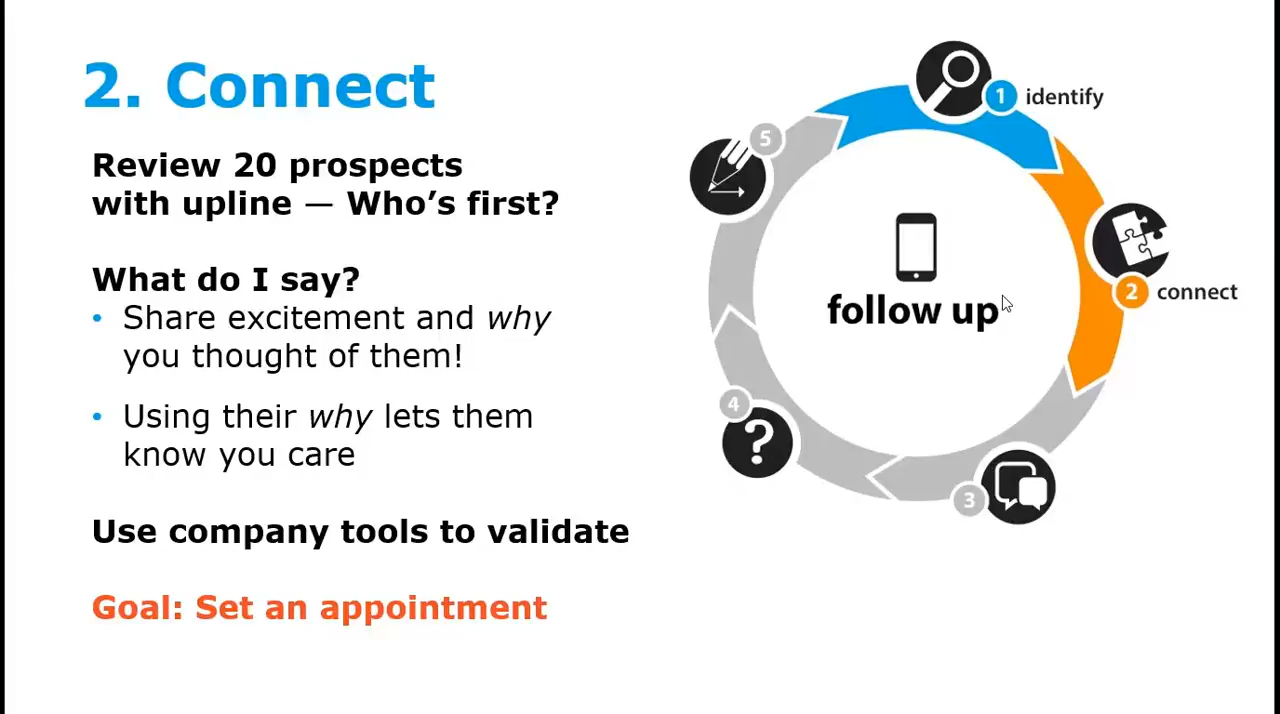 2. Connect
Review 20 prospects
with upline — Who’s first?
What do I say?
• Share excitement and why
you thought of them!
• Using their why lets them
know you care
Use company tools to validate
Goal: Set an appointment
1 identify
2 connect
3
4
?
5
follow up